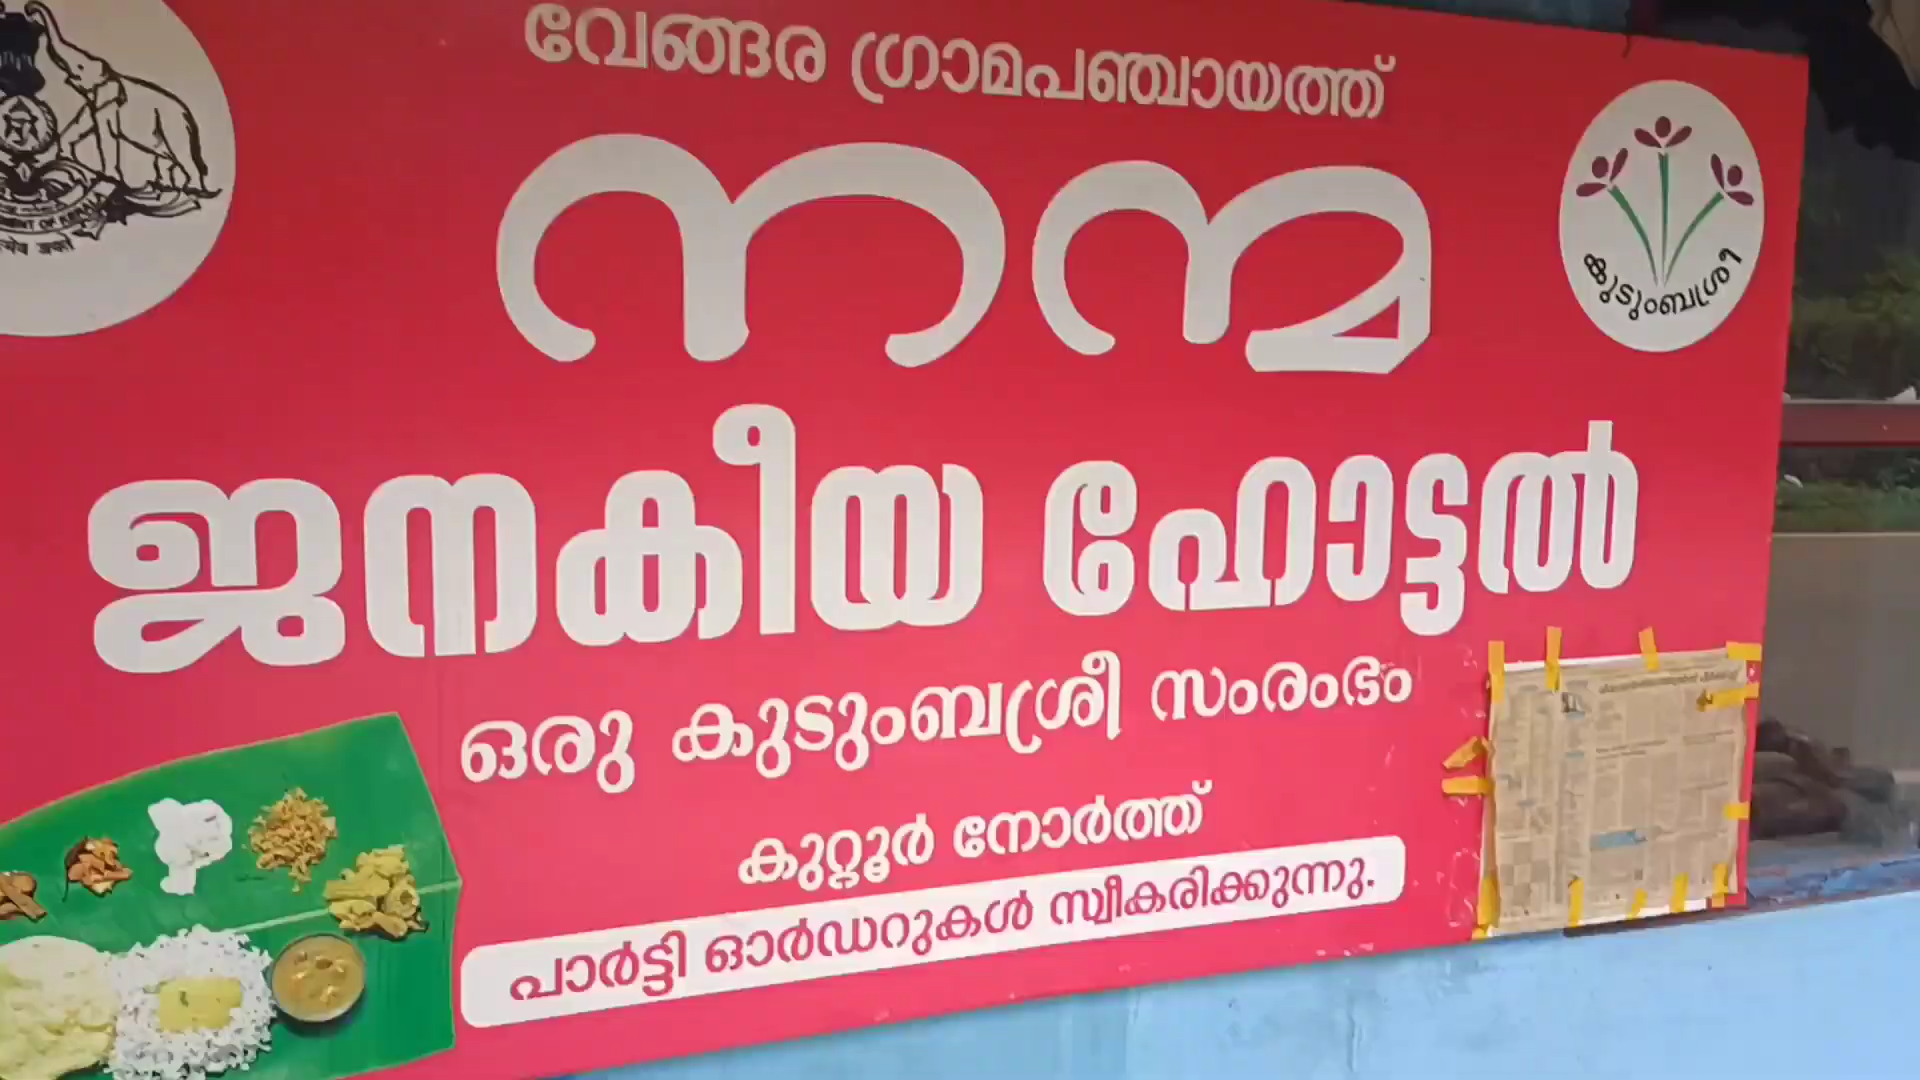 വേങ്ങര ഗ്രാമപഞ്ചായത്ത്
നന്മ
കുടുംബശ്രീ
ജനകീയ ഹോട്ടൽ
ഒരു കുടുംബശ്രീ സംരംഭം
കുറ്റൂർ നോർത്ത്
പാർട്ടി ഓർഡറുകൾ സ്വീകരിക്കുന്നു.